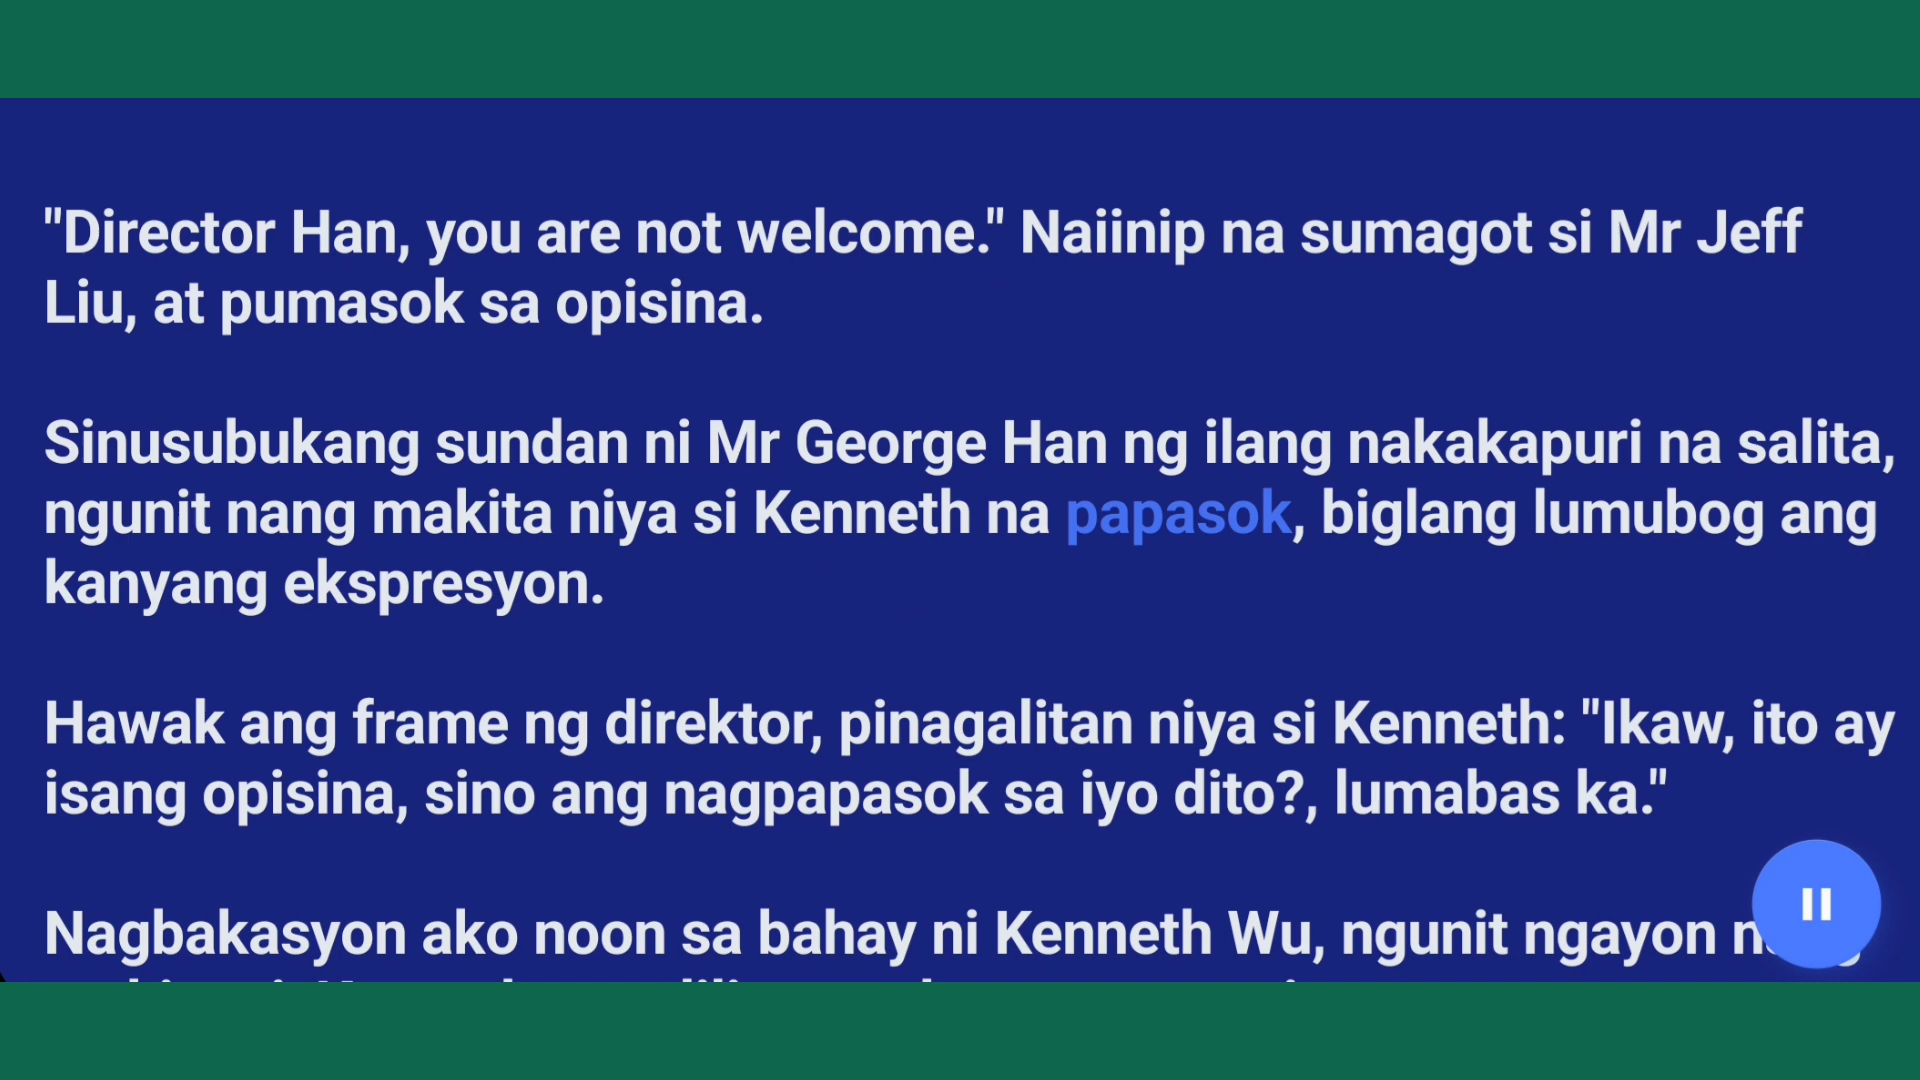 "Director Han, you are not welcome." Naiinip na sumagot si Mr Jeff
Liu, at pumasok sa opisina.
Sinusubukang sundan ni Mr George Han ng ilang nakakapuri na salita,
ngunit nang makita niya si Kenneth na papasok, biglang lumubog ang
kanyang ekspresyon.
Hawak ang frame ng direktor, pinagalitan niya si Kenneth: "Ikaw, ito ay
isang opisina, sino ang nagpapasok sa iyo dito?, lumabas ka."
Nagbakasyon ako noon sa bahay ni Kenneth Wu, ngunit ngayon